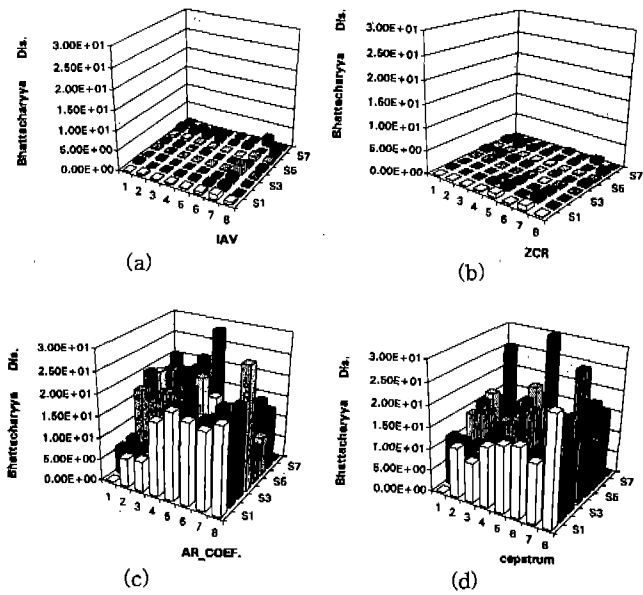 Bhattacharyya Dis.
3.00E+01
2.50E+01
2.00E+01
1.50E+01
1.00E+01
5.00E+00
0.00E+00
1 2 3 4 5 6 7 8
S1 S3 S5 S7
IAV
(a)
Bhattacharyya Dis.
3.00E+01
2.50E+01
2.00E+01
1.50E+01
1.00E+01
5.00E+00
0.00E+00
1 2 3 4 5 6 7 8
S1 S3 S5 S7
ZCR
(b)
Bhattacharyya Dis.
3.00E+01
2.50E+01
2.00E+01
1.50E+01
1.00E+01
5.00E+00
0.00E+00
1 2 3 4 5 6 7 8
S1 S3 S5 S7
AR_COEF.
(c)
Bhattacharyya Dis.
3.00E+01
2.50E+01
2.00E+01
1.50E+01
1.00E+01
5.00E+00
0.00E+00
1 2 3 4 5 6 7 8
S1 S3 S5 S7
cepstrum
(d)